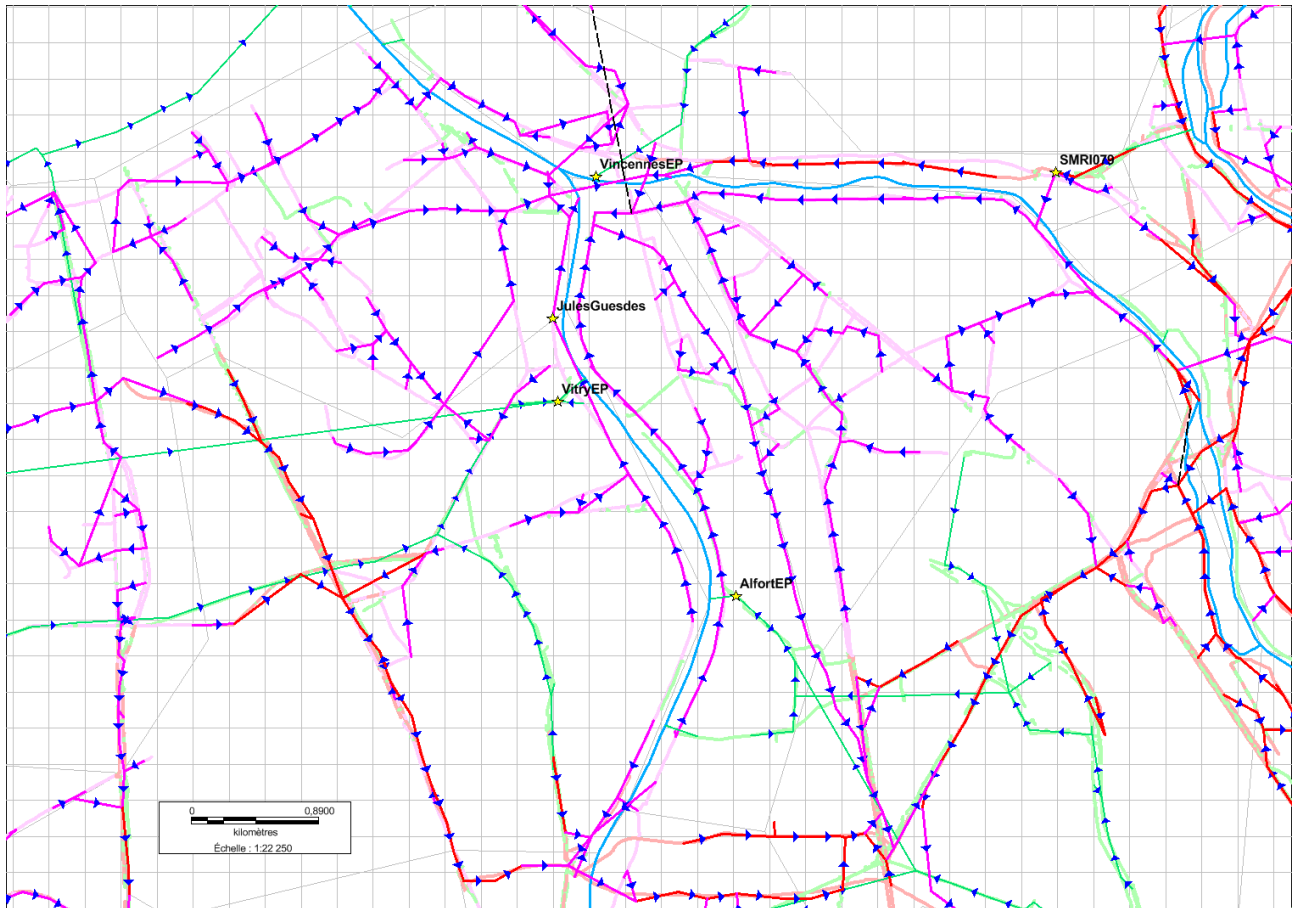 VincennesEP
SMRI079
JulesGuesdes
VitryEP
AlfortEP
0 0,8900
kilomètres
Échelle : 1:22 250